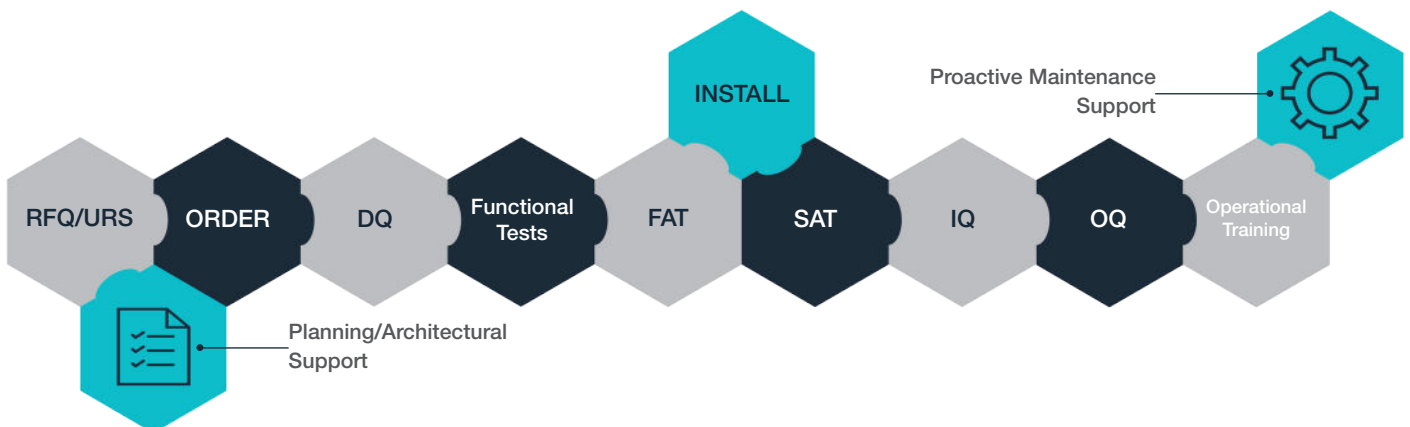 INSTALL
Proactive Maintenance
Support
RFQ/URS
ORDER
DQ
Functional
Tests
FAT
SAT
IQ
OQ
Operational
Training
Planning/Architectural
Support